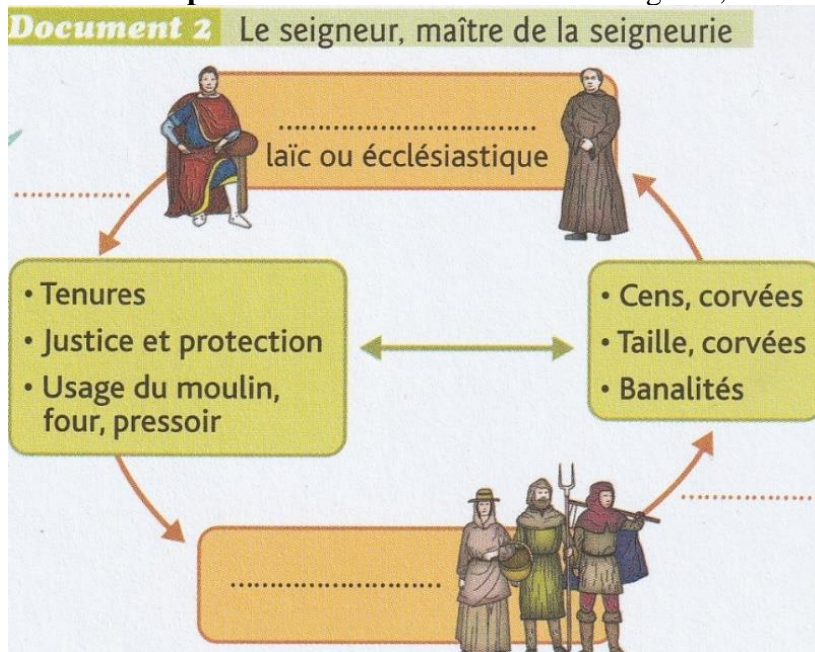 Document 2 Le seigneur, maître de la seigneurie
..................................
laïc ou écclésiastique
...............
• Tenures
• Justice et protection
• Usage du moulin,
four, pressoir
• Cens, corvées
• Taille, corvées
• Banalités
.................
...........................